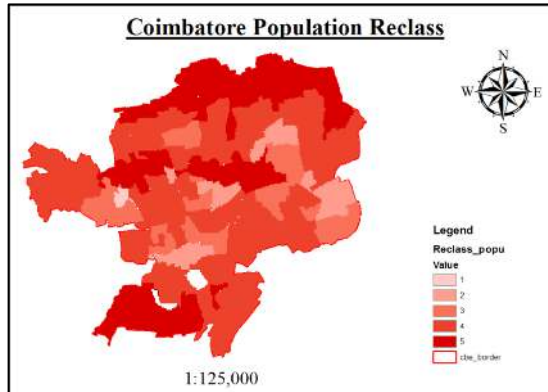 Coimbatore Population Reclass
N
W E
S
Legend
Reclass_popu
Value
1
2
3
4
5
cbe_border
1:125,000